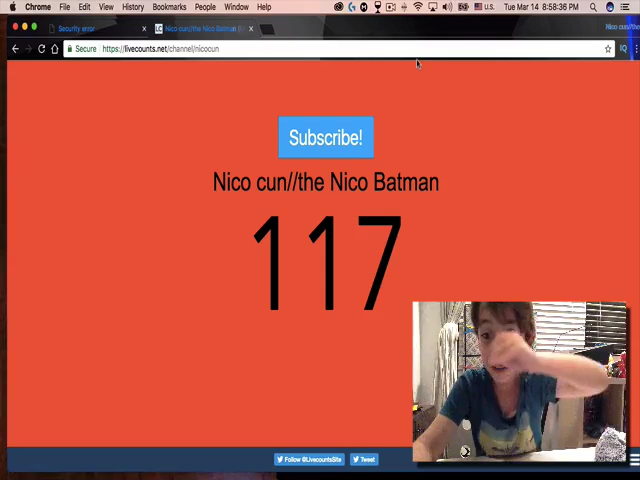 Chrome File Edit View History Bookmarks People Window Help U.S. Tue Mar 14 8:58:36 PM
Security error Nico cun//the Nico Batman
Secure https://livecounts.net/channel/nicocun
Subscribe!
Nico cun//the Nico Batman
117
Follow @LivecountsSite Tweet